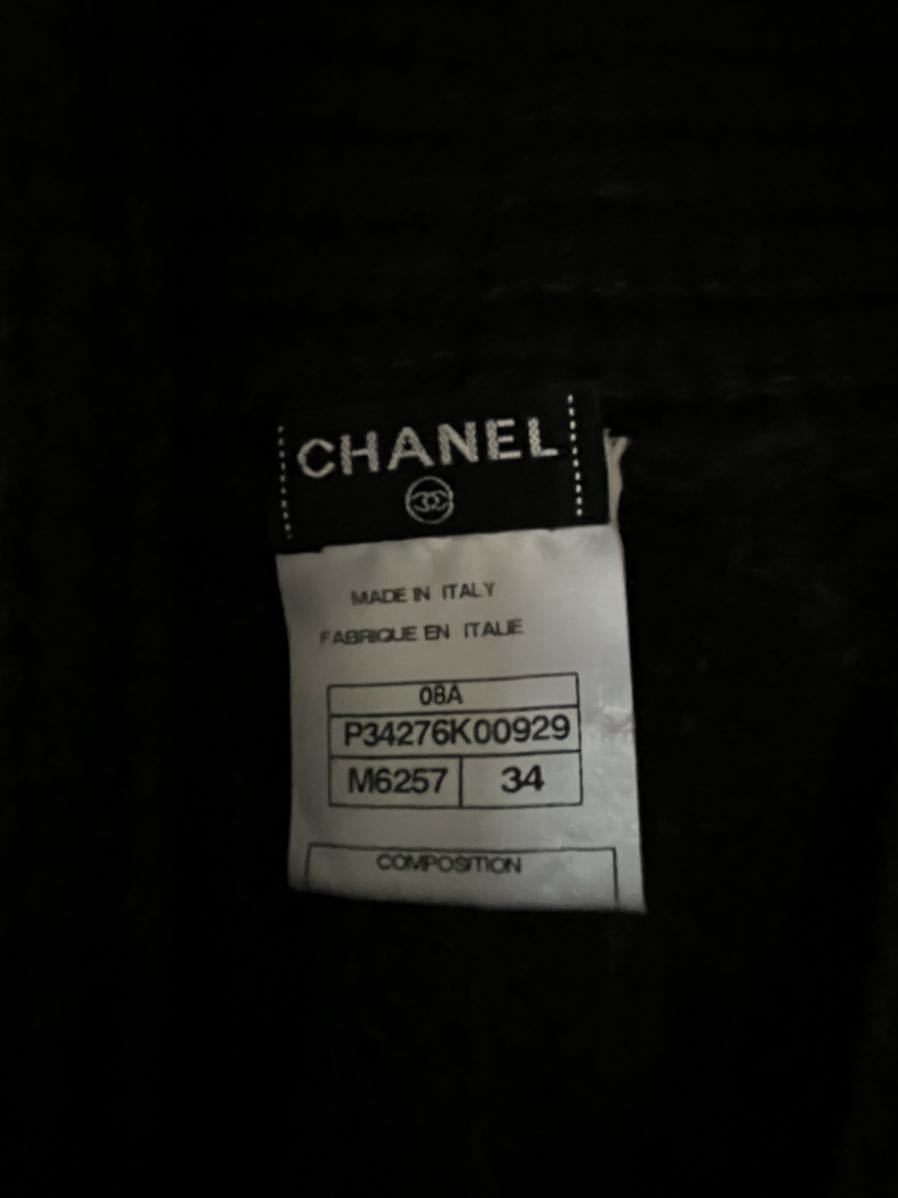 CHANEL
MADE IN ITALY
FABRIQUE EN ITALIE
08A
P34276K00929
M6257 34
COMPOSITION